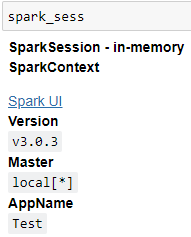 spark_sess
SparkSession - in-memory
SparkContext
Spark UI
Version
v3.0.3
Master
local[*]
AppName
Test